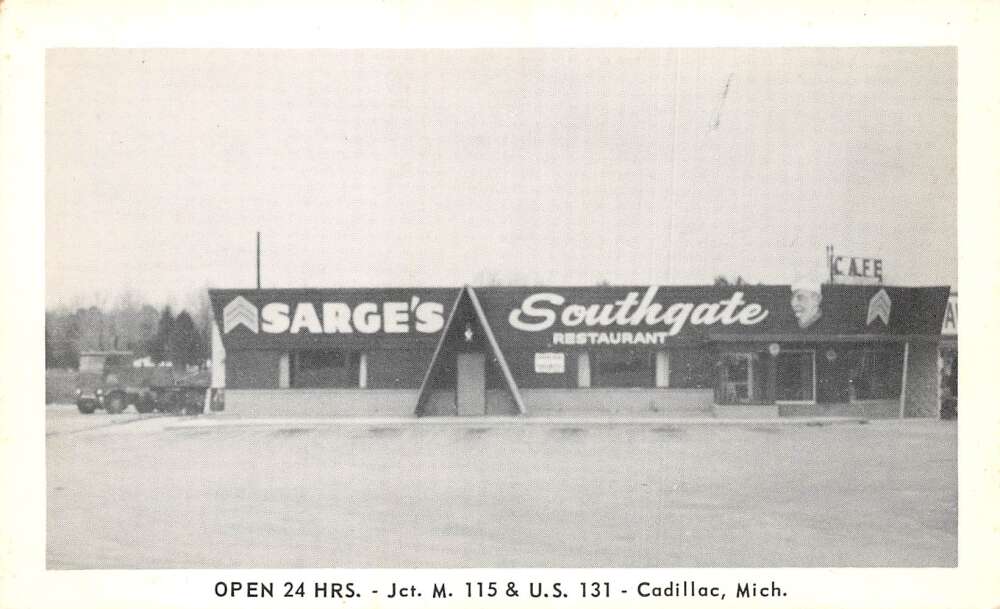 CAFE
SARGE'S Southgate
RESTAURANT
OPEN 24 HRS. - Jct. M. 115 & U.S. 131 - Cadillac, Mich.